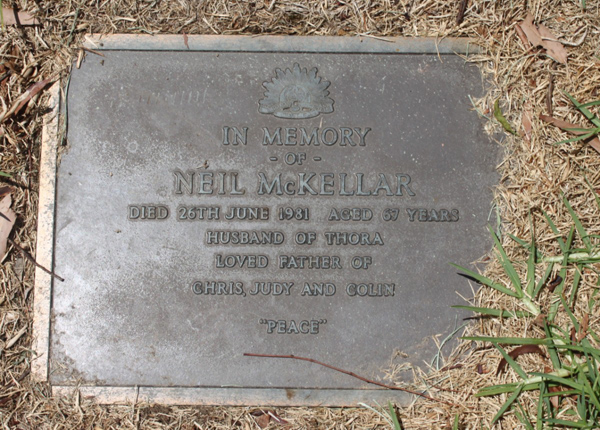 IN MEMORY
- OF -
NEIL McKELLAR
DIED 26TH JUNE 1981 AGED 67 YEARS
HUSBAND OF THORA
LOVED FATHER OF
CHRIS, JUDY AND COLIN
"PEACE"